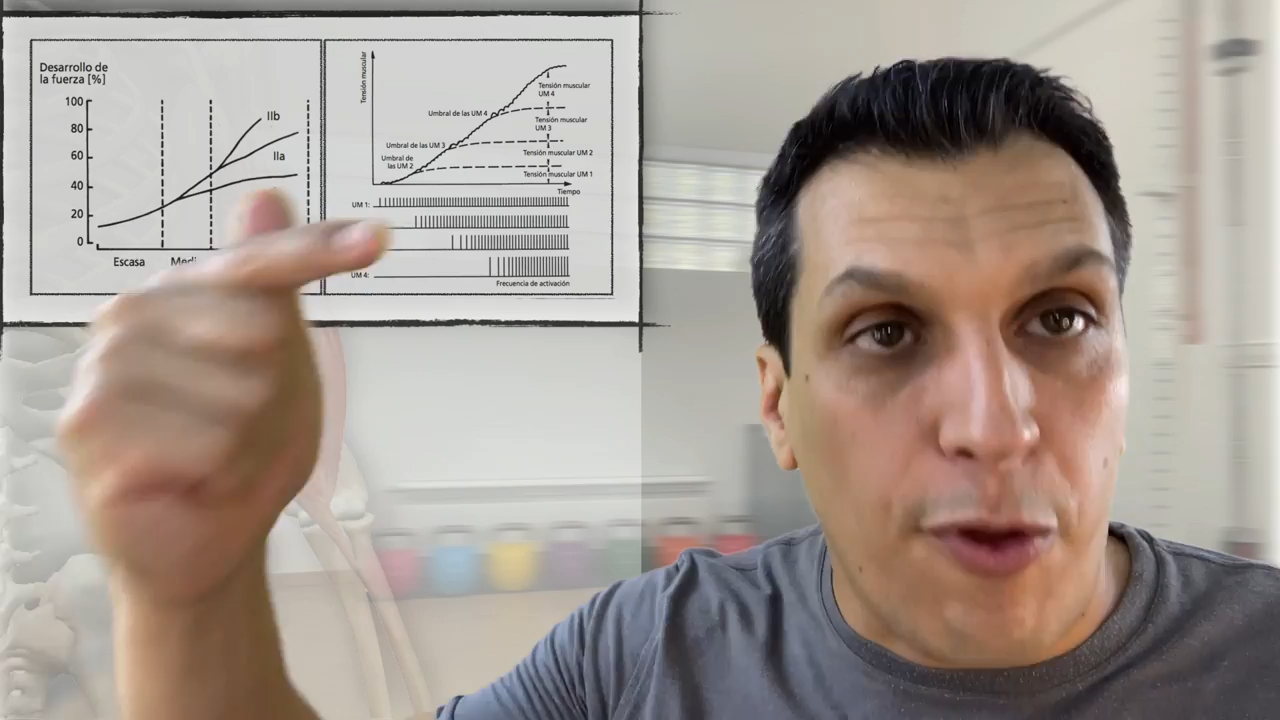 Desarrollo de
la fuerza [%]
100
80
60
40
20
0
IIb
IIa
Escasa
Tensión muscular
Umbral de las UM 4
Umbral de las UM 3
Umbral de
las UM 2
Tensión muscular
UM 4
Tensión muscular
UM 3
Tensión muscular UM 2
Tensión muscular UM 1
Tiempo
UM 1:
UM 4:
Frecuencia de activación